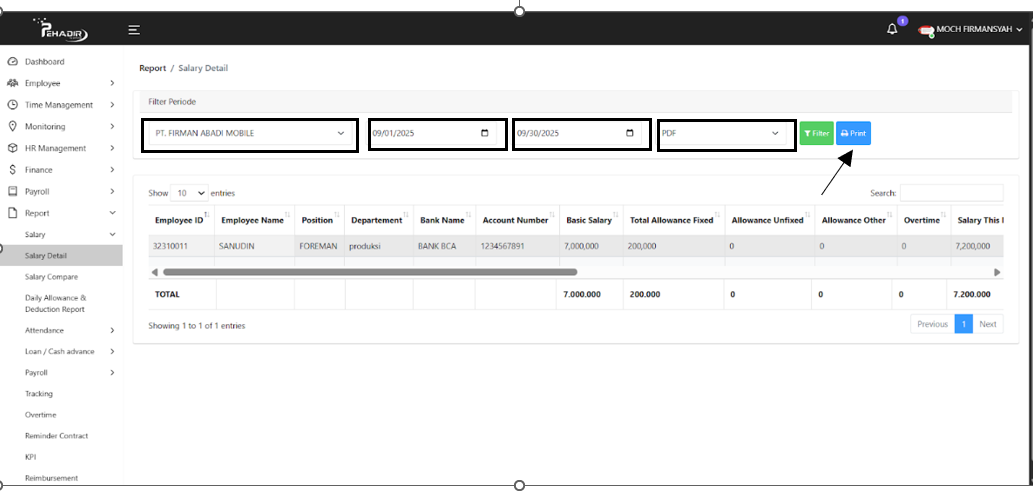 PEHADIR
1
MOCH FIRMANSYAH
Dashboard
Employee
Time Management
Monitoring
HR Management
Finance
Payroll
Report
Salary
Salary Detail
Salary Compare
Daily Allowance &
Deduction Report
Attendance
Loan / Cash advance
Payroll
Tracking
Overtime
Reminder Contract
KPI
Reimbursement
Report / Salary Detail
Filter Periode
PT. FIRMAN ABADI MOBILE 09/01/2025 09/30/2025 PDF Filter Print
Show 10 entries Search:
Employee ID Employee Name Position Departement Bank Name Account Number Basic Salary Total Allowance Fixed Allowance Unfixed Allowance Other Overtime Salary This
32310011 SANUDIN FOREMAN produksi BANK BCA 1234567891 7,000,000 200,000 0 0 0 7,200,000
TOTAL 7.000.000 200.000 0 0 0 7.200.000
Showing 1 to 1 of 1 entries Previous 1 Next